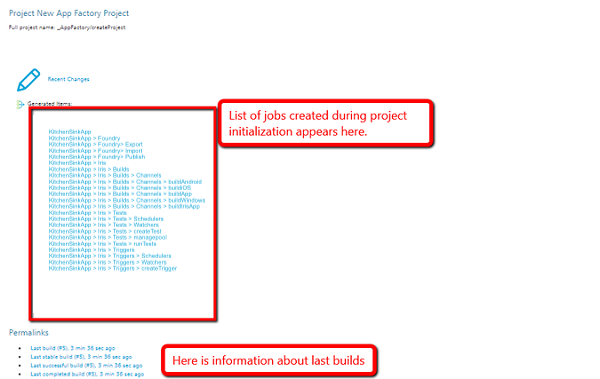 Project New App Factory Project
Full project name: _AppFactory/createProject
Recent Changes
Generated Items:
List of jobs created during project
initialization appears here.
KitchenSinkApp
KitchenSinkApp > Foundry
KitchenSinkApp > Foundry> Export
KitchenSinkApp > Foundry> Import
KitchenSinkApp > Foundry> Publish
KitchenSinkApp > Iris
KitchenSinkApp > Iris > Builds
KitchenSinkApp > Iris > Builds > Channels
KitchenSinkApp > Iris > Builds > Channels > buildAndroid
KitchenSinkApp > Iris > Builds > Channels > buildiOS
KitchenSinkApp > Iris > Builds > Channels > buildApp
KitchenSinkApp > Iris > Builds > Channels > buildWindows
KitchenSinkApp > Iris > Builds > Channels > buildIrisApp
KitchenSinkApp > Iris > Tests
KitchenSinkApp > Iris > Tests > Schedulers
KitchenSinkApp > Iris > Tests > Watchers
KitchenSinkApp > Iris > Tests > createTest
KitchenSinkApp > Iris > Tests > managepool
KitchenSinkApp > Iris > Tests > runTests
KitchenSinkApp > Iris > Triggers
KitchenSinkApp > Iris > Triggers > Schedulers
KitchenSinkApp > Iris > Triggers > Watchers
KitchenSinkApp > Iris > Triggers > createTrigger
Permalinks
Last build (#5), 3 min 36 sec ago
Last stable build (#5), 3 min 36 sec ago
Last successful build (#5), 3 min 36 sec ago
Last completed build (#5), 3 min 36 sec ago
Here is information about last builds